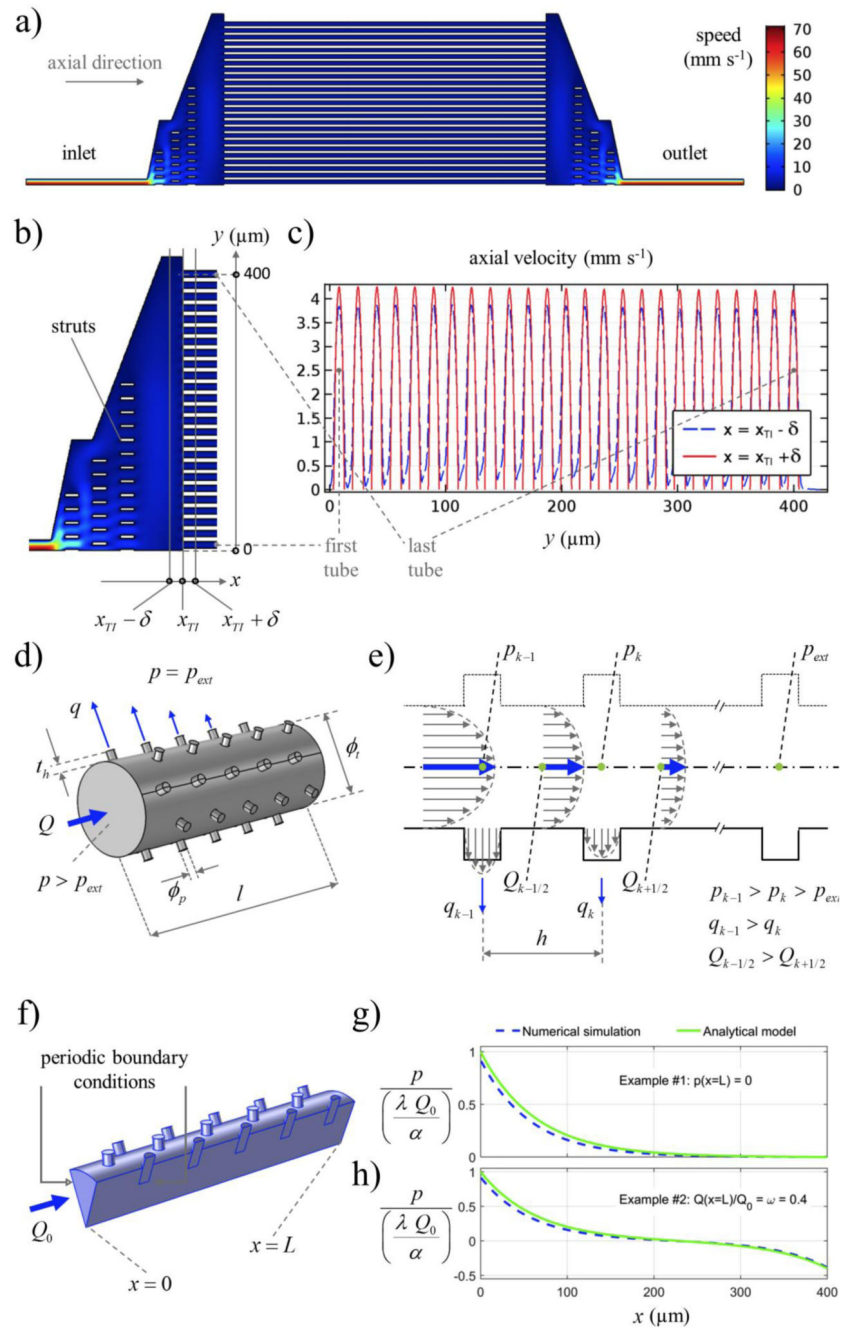 a)
axial direction
inlet
outlet
speed
(mm s⁻¹)
70
60
50
40
30
20
10
0
b)
y (µm)
400
struts
0
x
x_TI − δ
x_TI
x_TI + δ
first
tube
last
tube
c)
axial velocity (mm s⁻¹)
4
3.5
3
2.5
2
1.5
1
0.5
0
x = x_TI - δ
x = x_TI + δ
0 100 200 300 400
y (µm)
d)
p = p_ext
q
t_h
ϕ_t
Q
p > p_ext
ϕ_p
l
e)
p_k−1
p_k
p_ext
Q_k−1/2
Q_k+1/2
q_k−1
q_k
h
p_k−1 > p_k > p_ext
q_k−1 > q_k
Q_k−1/2 > Q_k+1/2
f)
periodic boundary
conditions
Q₀
x = 0
x = L
g)
Numerical simulation
Analytical model
p
(λ Q₀
α)
1
0.5
0
Example #1: p(x=L) = 0
h)
p
(λ Q₀
α)
1
0.5
0
-0.5
Example #2: Q(x=L)/Q₀ = ω = 0.4
0 100 200 300 400
x (µm)